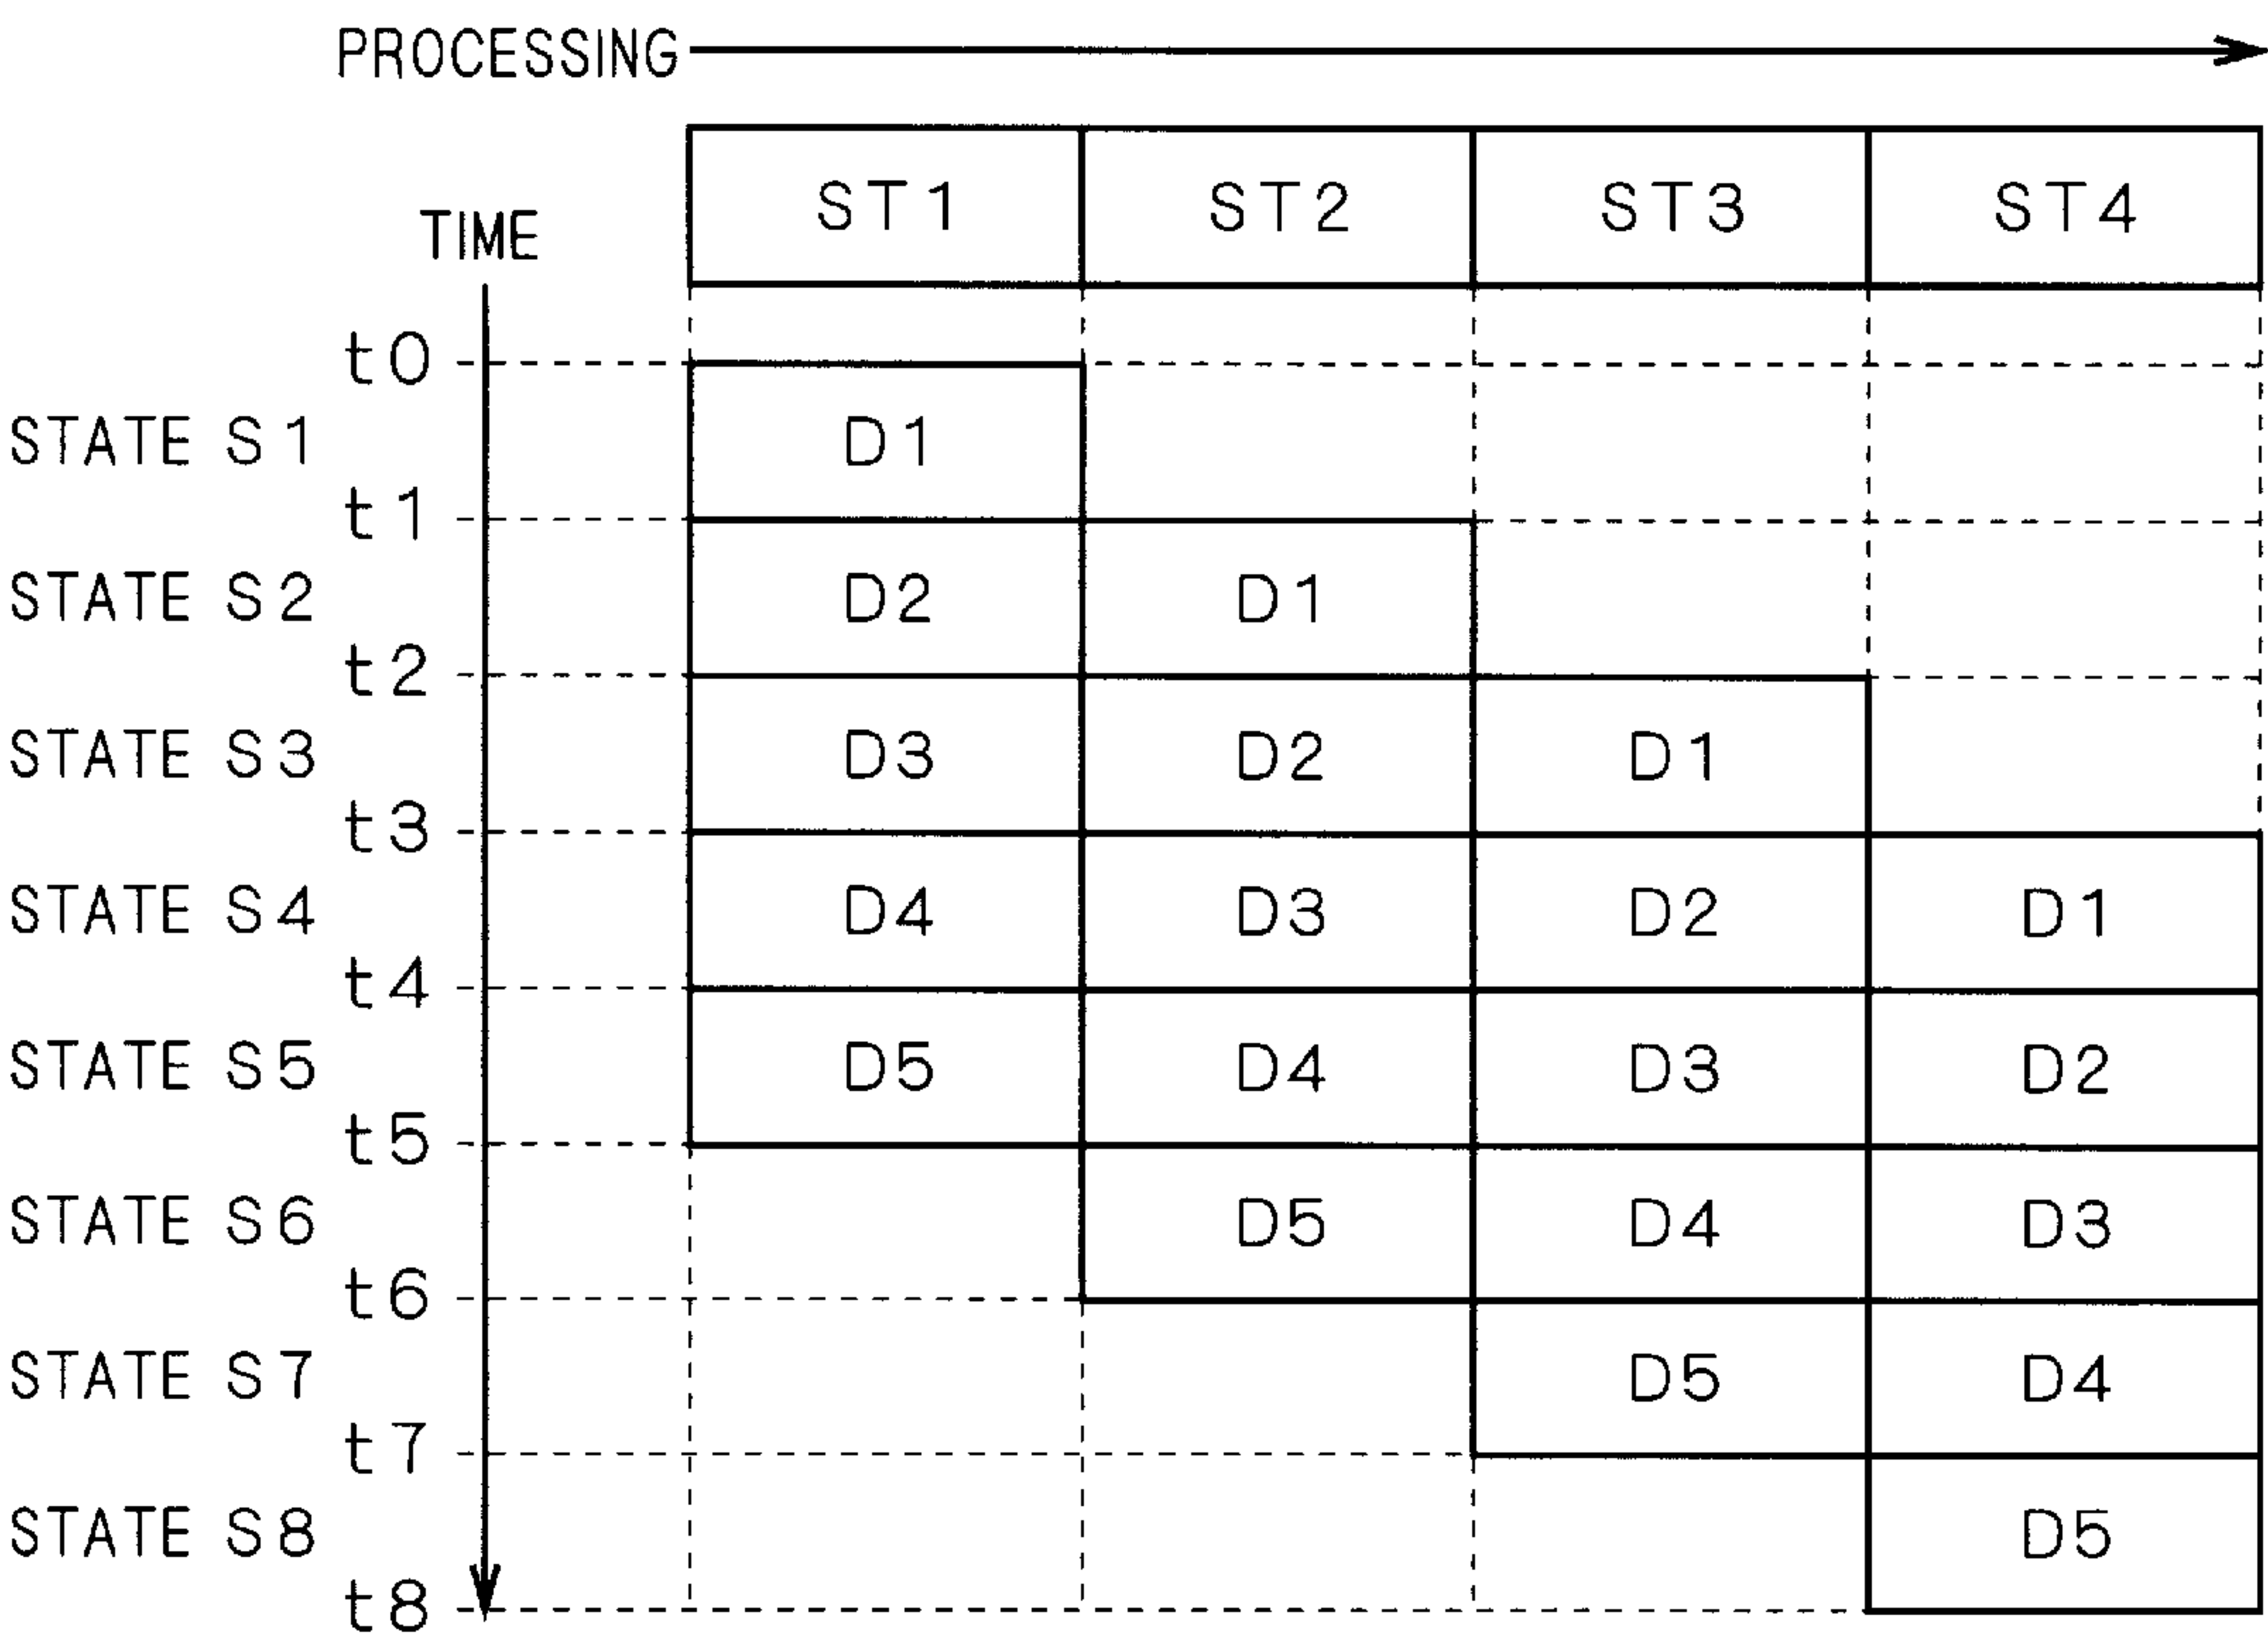 PROCESSING
ST1 ST2 ST3 ST4
TIME
t0
STATE S1 D1
t1
STATE S2 D2 D1
t2
STATE S3 D3 D2 D1
t3
STATE S4 D4 D3 D2 D1
t4
STATE S5 D5 D4 D3 D2
t5
STATE S6 D5 D4 D3
t6
STATE S7 D5 D4
t7
STATE S8 D5
t8